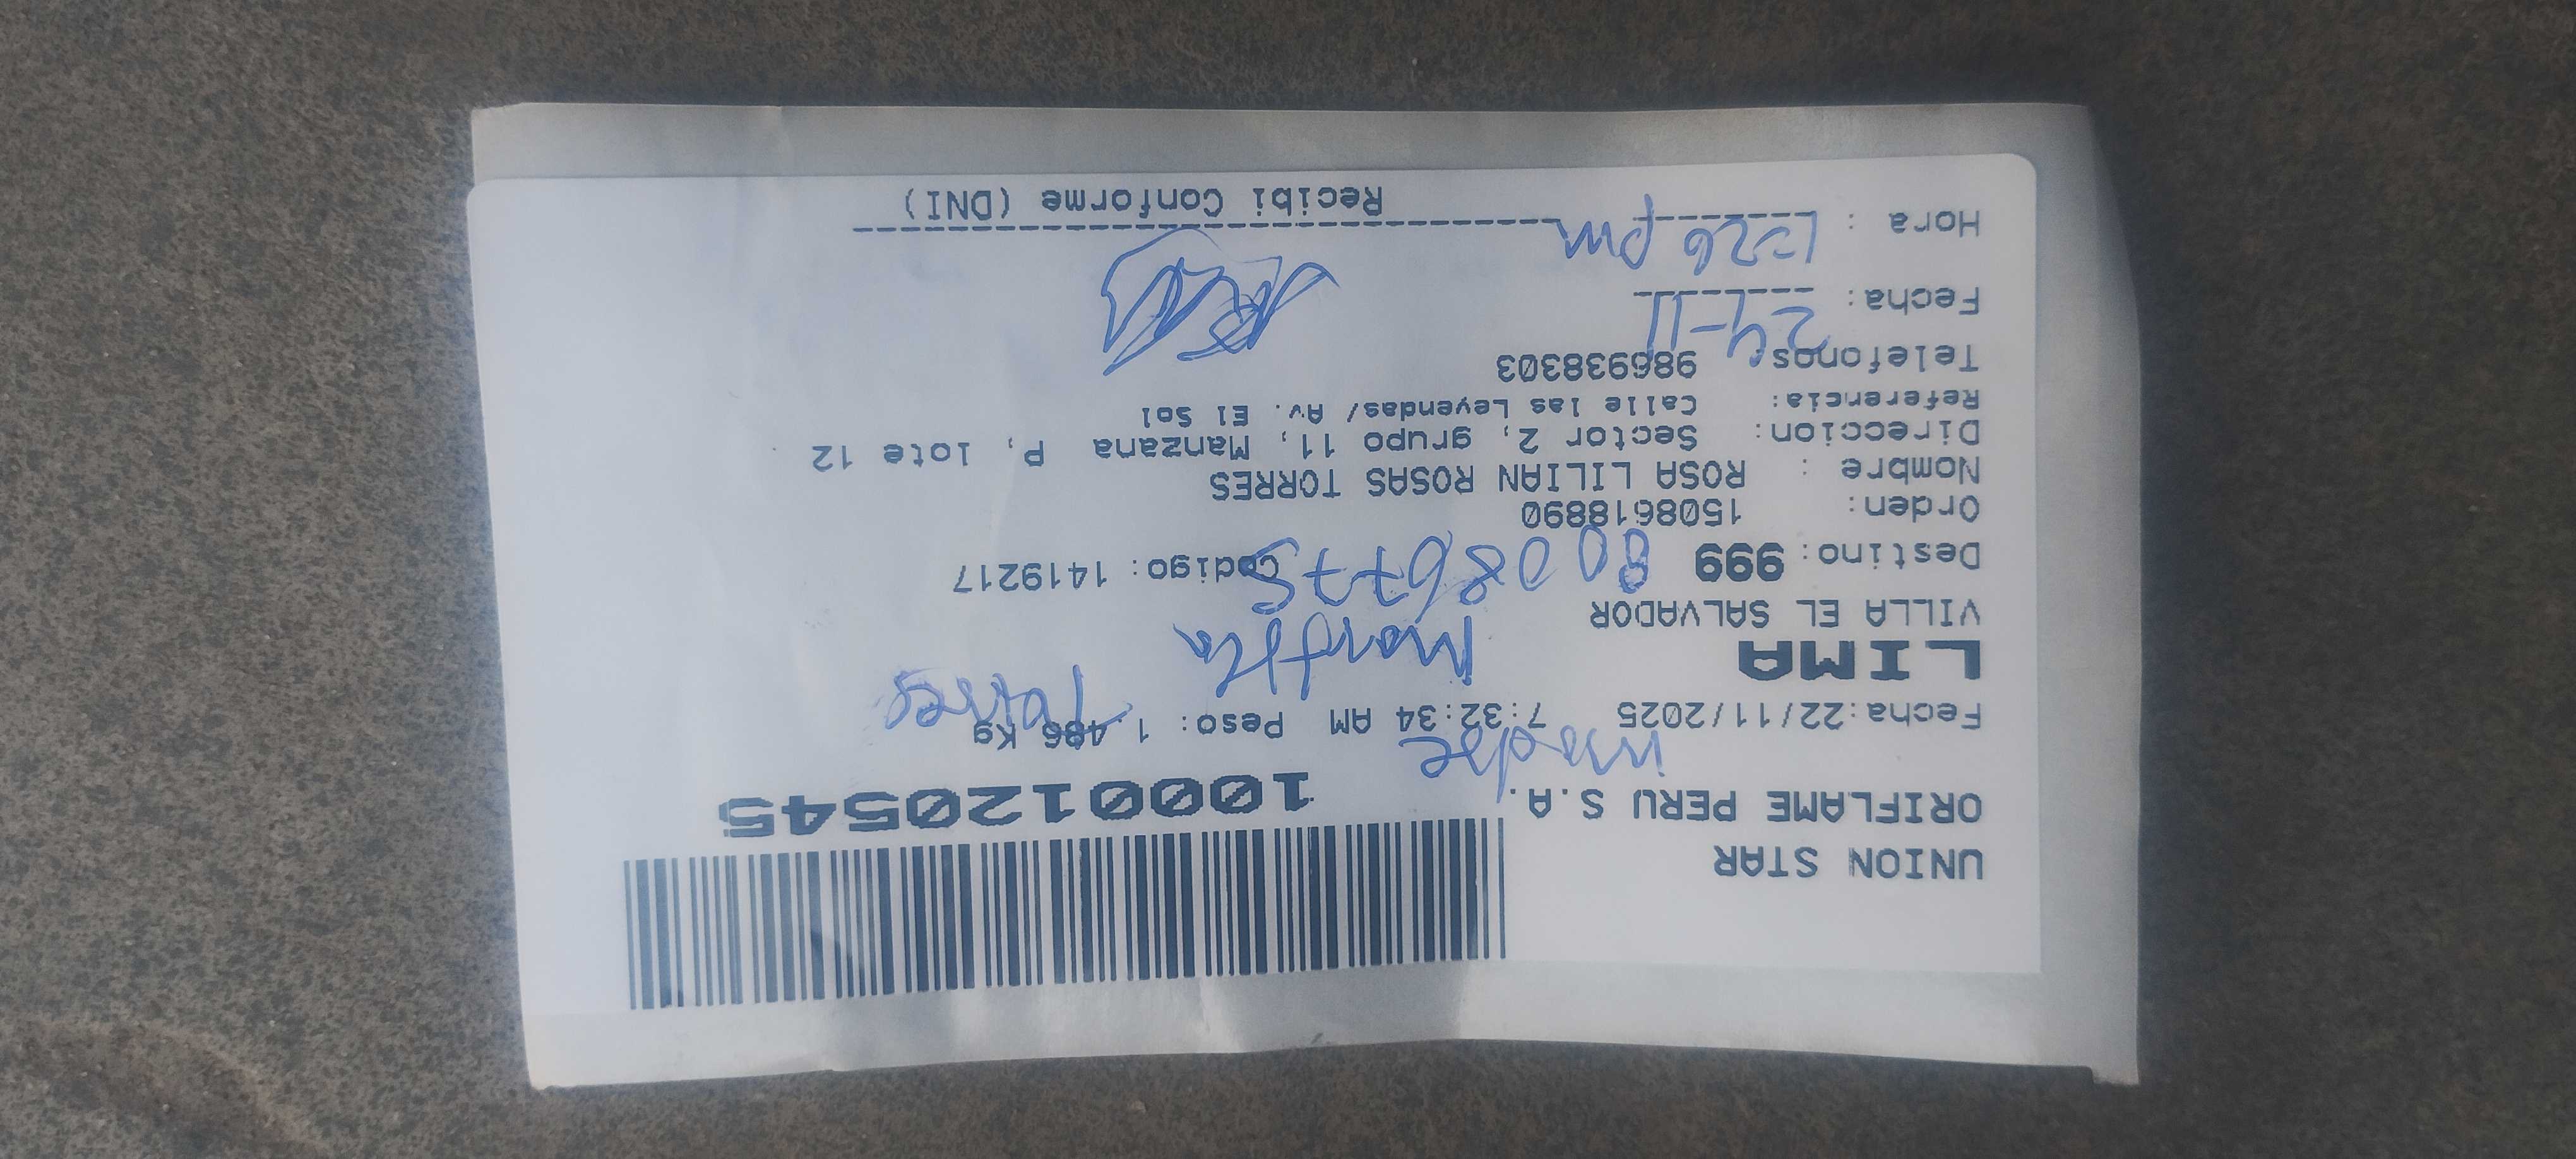 UNION STAR
ORIFLAME PERU S.A.
1000120545
madre
Fecha:22/11/2025 7:32:34 AM Peso: 1.486 Kg
Torres
LIMA
VILLA EL SALVADOR
Destino: 999 Codigo: 1419217
Orden: 1508618890
Nombre : ROSA LILIAN ROSAS TORRES
Direccion: Sector 2, grupo 11, Manzana P, lote 12
Referencia: Calle las Leyendas/ Av. El Sol
Telefonos 986938303
24-11
Fecha:
Hora : 1:26 pm
Recibi Conforme (DNI)